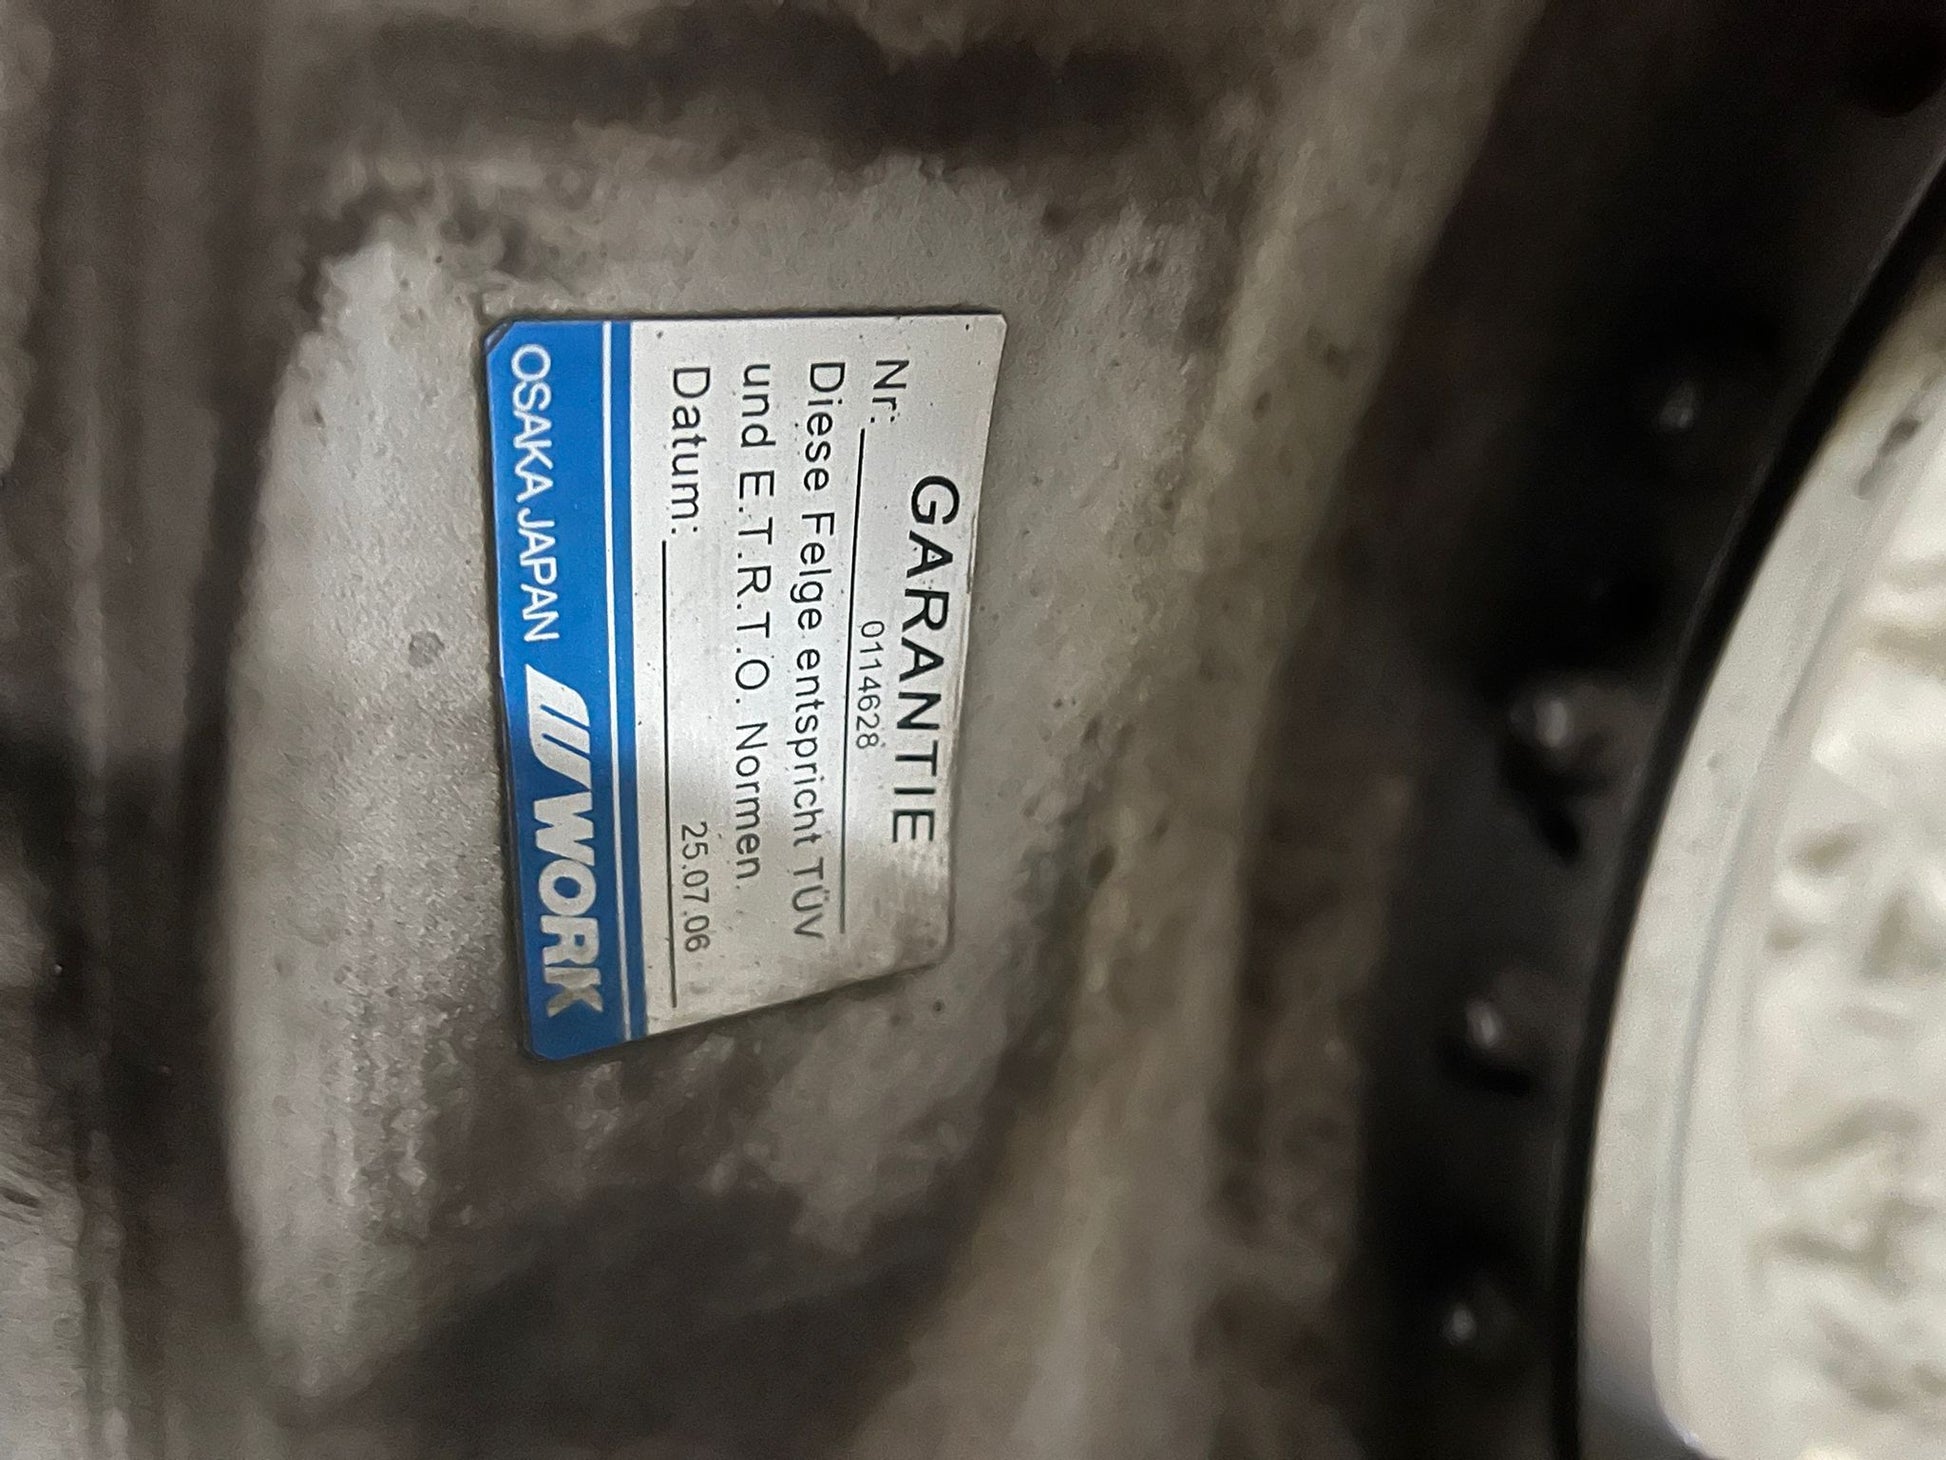 GARANTIE
Nr: 0114628
Diese Felge entspricht TÜV
und E.T.R.T.O. Normen.
Datum: 25.07.06
OSAKA JAPAN WORK